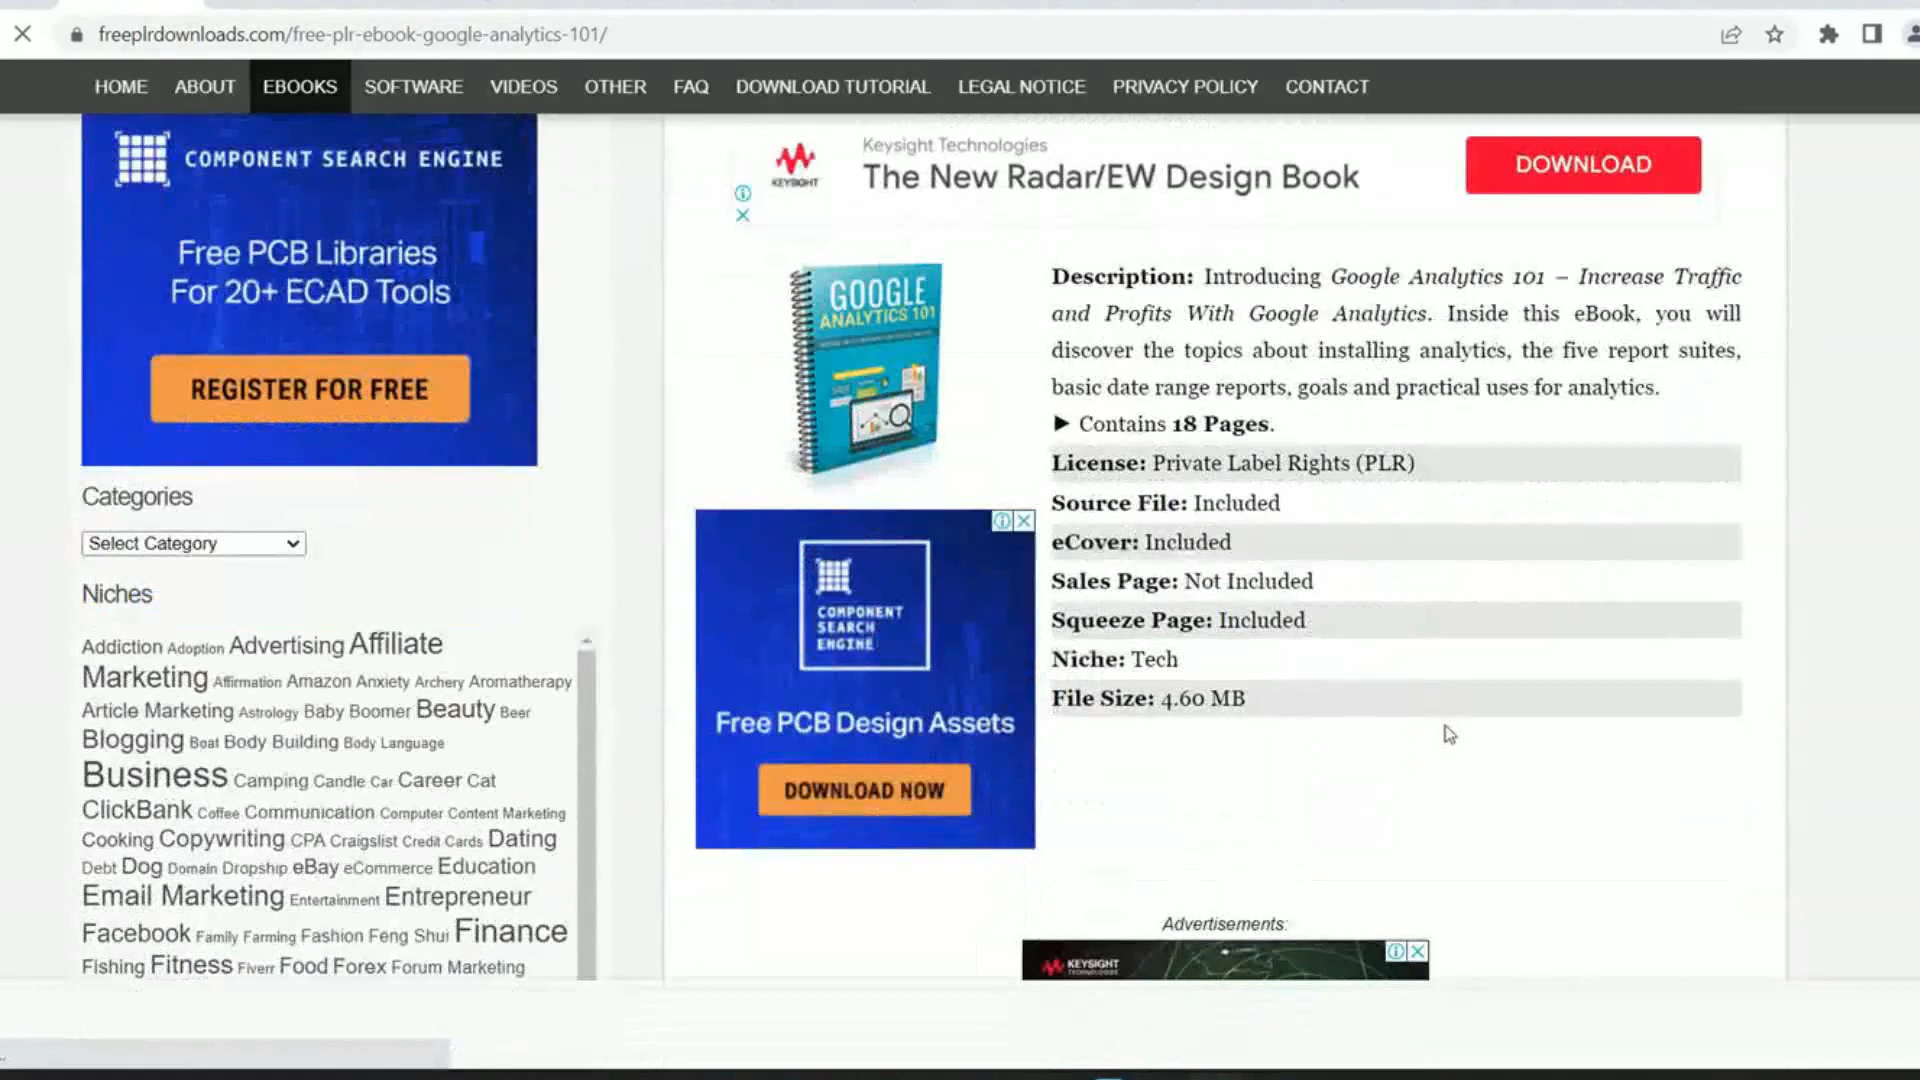 freeplrdownloads.com/free-plr-ebook-google-analytics-101/
HOME ABOUT EBOOKS SOFTWARE VIDEOS OTHER FAQ DOWNLOAD TUTORIAL LEGAL NOTICE PRIVACY POLICY CONTACT
COMPONENT SEARCH ENGINE
Free PCB Libraries
For 20+ ECAD Tools
REGISTER FOR FREE
Categories
Select Category
Niches
Addiction Adoption Advertising Affiliate
Marketing Affirmation Amazon Anxiety Archery Aromatherapy
Article Marketing Astrology Baby Boomer Beauty Beer
Blogging Boat Body Building Body Language
Business Camping Candle Car Career Cat
ClickBank Coffee Communication Computer Content Marketing
Cooking Copywriting CPA Craigslist Credit Cards Dating
Debt Dog Domain Dropship eBay eCommerce Education
Email Marketing Entertainment Entrepreneur
Facebook Family Farming Fashion Feng Shui Finance
Fishing Fitness Fiverr Food Forex Forum Marketing
KEYSIGHT
Keysight Technologies
The New Radar/EW Design Book
DOWNLOAD
GOOGLE
ANALYTICS 101
Description: Introducing Google Analytics 101 – Increase Traffic
and Profits With Google Analytics. Inside this eBook, you will
discover the topics about installing analytics, the five report suites,
basic date range reports, goals and practical uses for analytics.
► Contains 18 Pages.
License: Private Label Rights (PLR)
Source File: Included
eCover: Included
Sales Page: Not Included
Squeeze Page: Included
Niche: Tech
File Size: 4.60 MB
COMPONENT
SEARCH
ENGINE
Free PCB Design Assets
DOWNLOAD NOW
Advertisements:
KEYSIGHT
TECHNOLOGIES